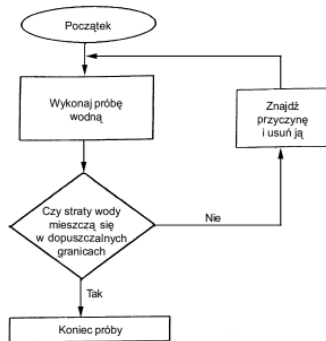 Początek
Wykonaj próbę
wodną
Znajdź
przyczynę
i usuń ją
Czy straty wody
mieszczą się
w dopuszczalnych
granicach
Nie
Tak
Koniec próby